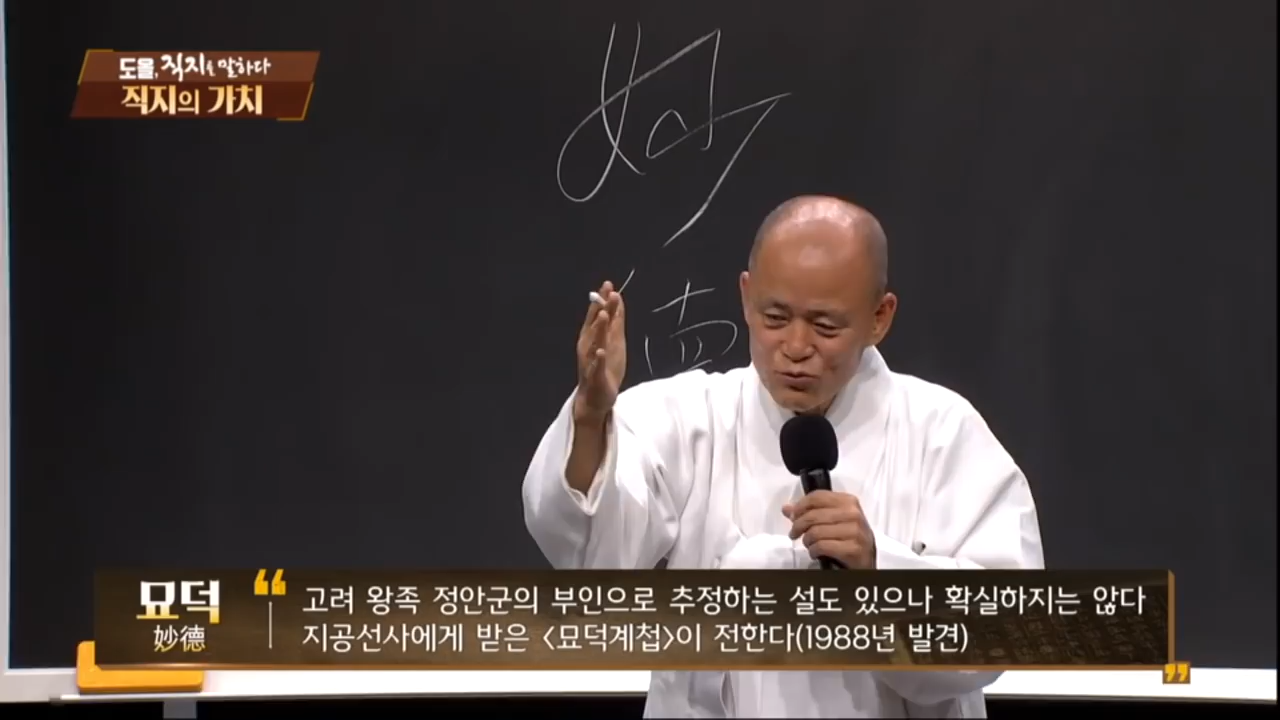 도올, 직지를 말하다
직지의 가치
妙
德
묘덕
妙德
고려 왕족 정안군의 부인으로 추정하는 설도 있으나 확실하지는 않다
지공선사에게 받은 <묘덕계첩>이 전한다(1988년 발견)